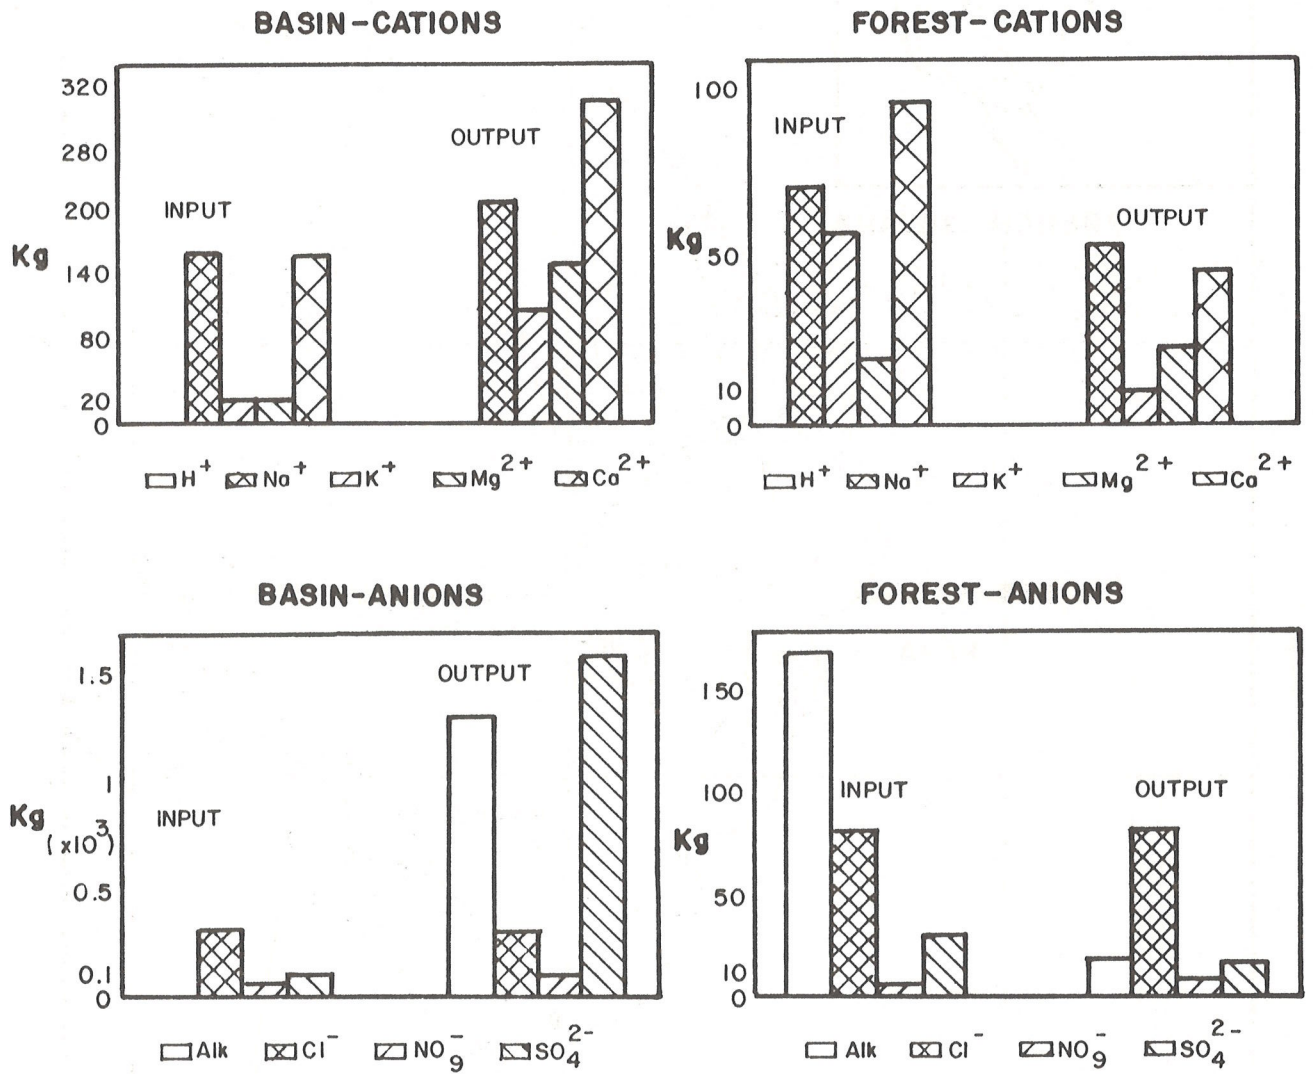 BASIN-CATIONS
320
280
200
140
80
20
0
Kg
INPUT
OUTPUT
H+ Na+ K+ Mg2+ Ca2+
FOREST-CATIONS
100
50
10
0
Kg
INPUT
OUTPUT
H+ Na+ K+ Mg2+ Ca2+
BASIN-ANIONS
1.5
1
0.5
0.1
0
Kg
(x103)
INPUT
OUTPUT
Alk Cl- NO9- SO42-
FOREST-ANIONS
150
100
50
10
0
Kg
INPUT
OUTPUT
Alk Cl- NO9- SO42-